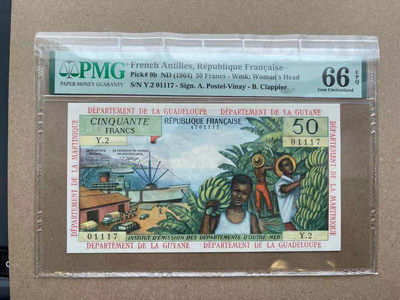 PMG
PAPER MONEY GUARANTY
French Antilles, République Française
Pick# 9b ND (1964) 50 Francs - Wmk: Woman's Head
S/N Y.2 01117 - Sign. A. Postel-Vinay - B. Clappier
66 EPQ
Gem Uncirculated
DÉPARTEMENT DE LA GUADELOUPE DÉPARTEMENT DE LA GUYANE
DÉPARTEMENT DE LA MARTINIQUE
CINQUANTE
FRANCS
RÉPUBLIQUE FRANÇAISE
50
Y.2
01117
DÉPARTEMENT DE LA MARTINIQUE
01117
Y.2
INSTITUT D'ÉMISSION DES DÉPARTEMENTS D'OUTRE-MER
DÉPARTEMENT DE LA GUYANE DÉPARTEMENT DE LA GUADELOUPE